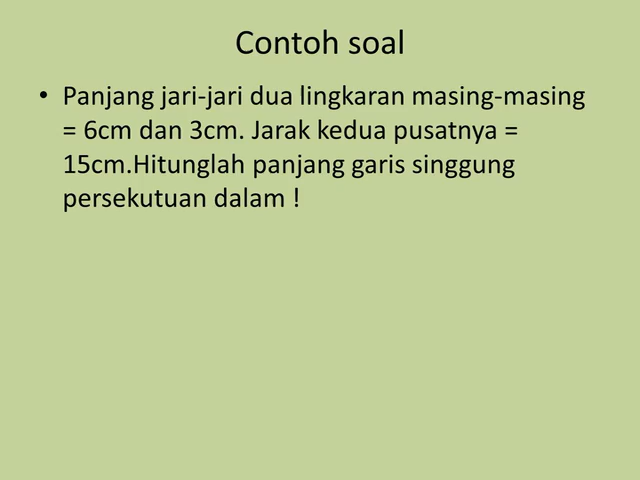 Contoh soal
• Panjang jari-jari dua lingkaran masing-masing
= 6cm dan 3cm. Jarak kedua pusatnya =
15cm.Hitunglah panjang garis singgung
persekutuan dalam !